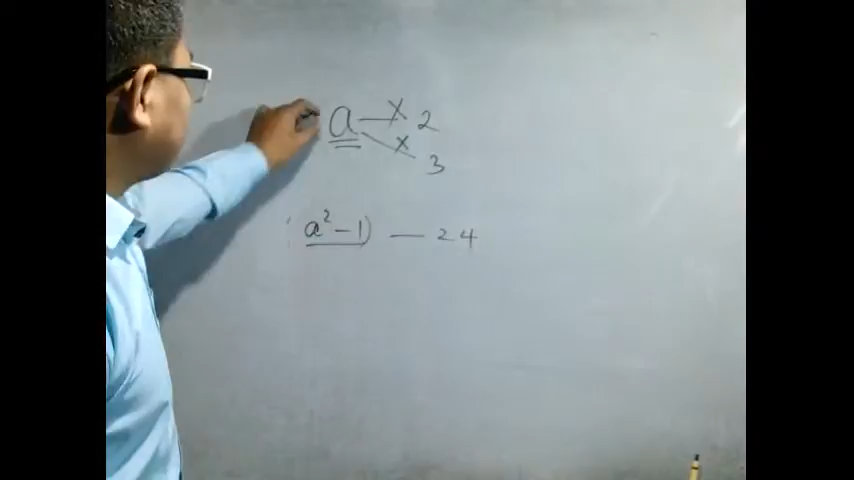 a × 2
× 3
(a² - 1) — 24